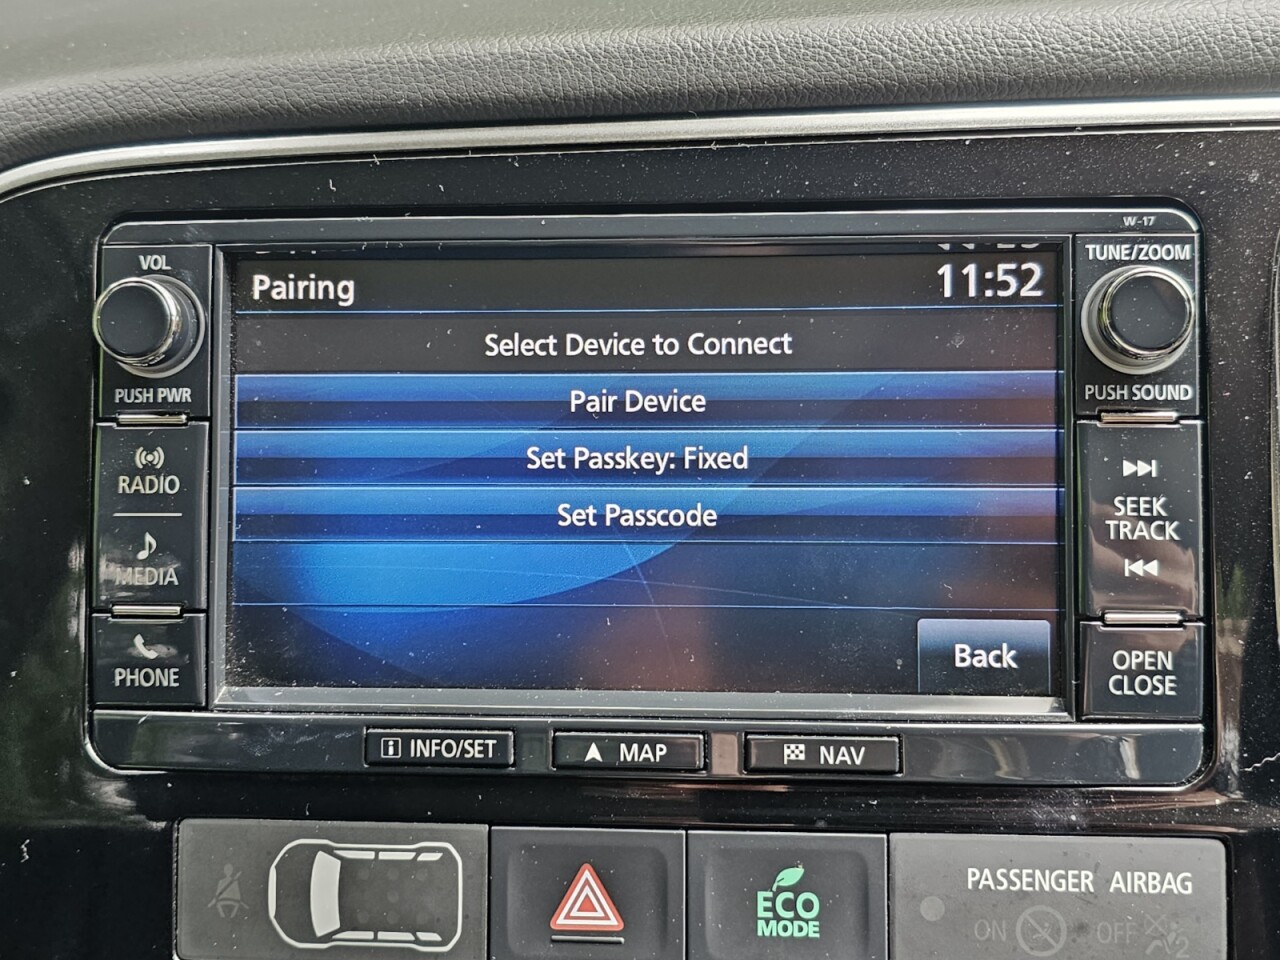 W-17
VOL
TUNE/ZOOM
Pairing
11:52
Select Device to Connect
PUSH PWR
PUSH SOUND
Pair Device
Set Passkey: Fixed
Set Passcode
RADIO
MEDIA
PHONE
SEEK
TRACK
Back
OPEN
CLOSE
i INFO/SET
MAP
NAV
ECO
MODE
PASSENGER AIRBAG
ON
OFF
2